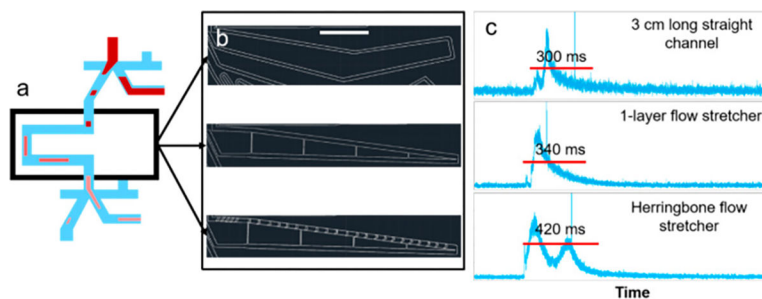 a
b
c
3 cm long straight
channel
300 ms
1-layer flow stretcher
340 ms
Herringbone flow
stretcher
420 ms
Time